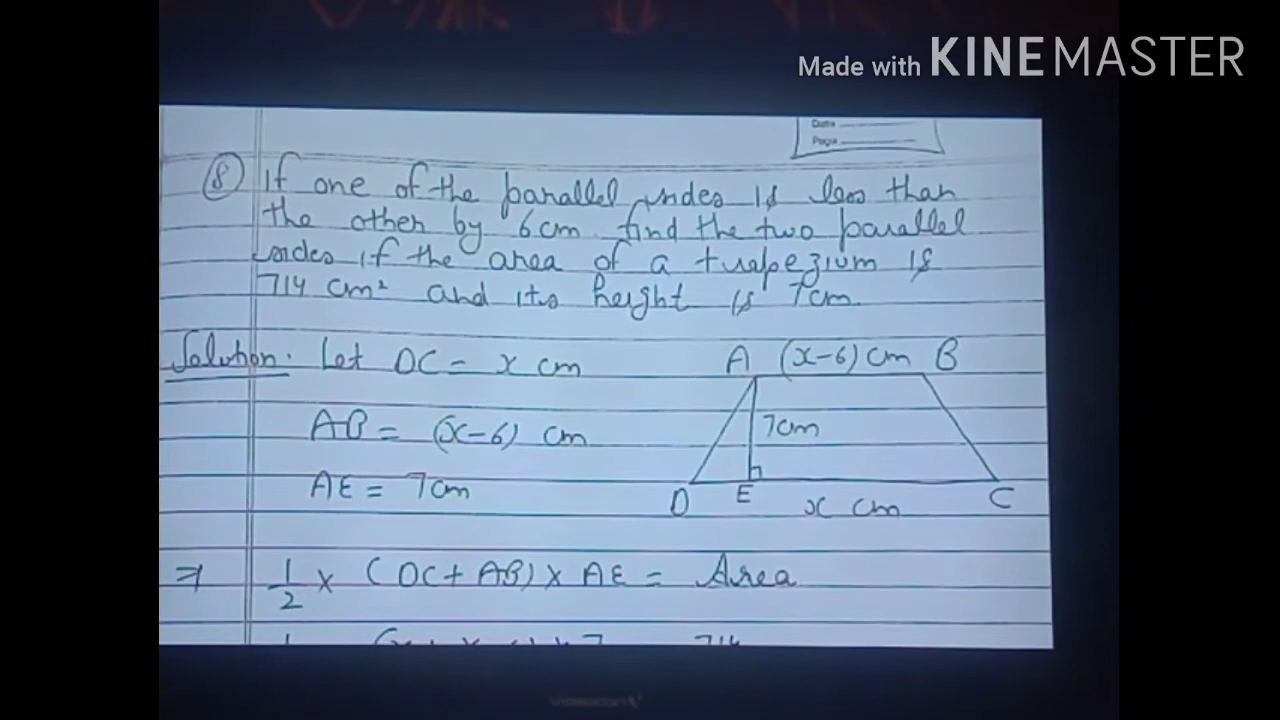 Made with KINEMASTER
Date
Page
8 If one of the parallel sides is less than
the other by 6cm. find the two parallel
sides if the area of a trapezium is
714 cm² and its height is 7cm.
Solution. Let DC = x cm
A (x-6) cm B
AB = (x-6) cm
7cm
AE = 7cm
D E x cm C
⇒ 1/2 × (DC + AB) × AE = Area